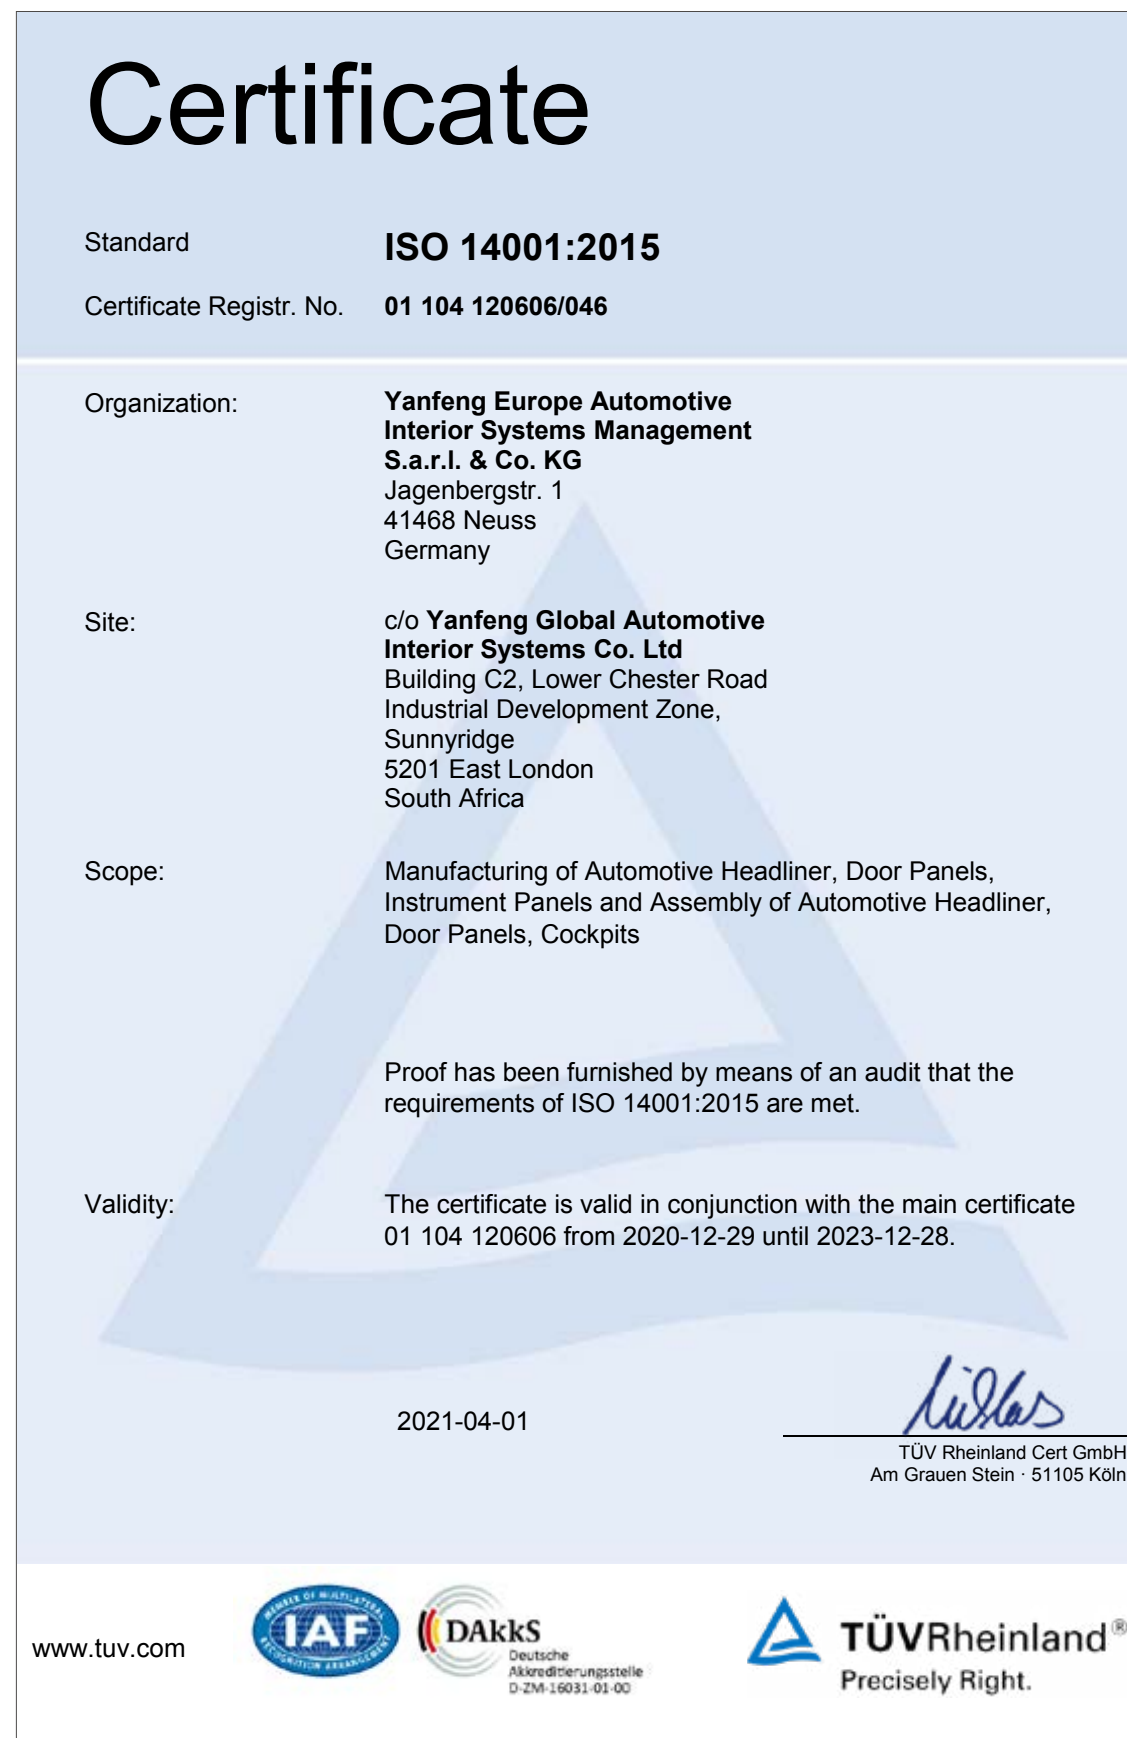 Certificate
Standard ISO 14001:2015
Certificate Registr. No. 01 104 120606/046
Organization: Yanfeng Europe Automotive
Interior Systems Management
S.a.r.l. & Co. KG
Jagenbergstr. 1
41468 Neuss
Germany
Site: c/o Yanfeng Global Automotive
Interior Systems Co. Ltd
Building C2, Lower Chester Road
Industrial Development Zone,
Sunnyridge
5201 East London
South Africa
Scope: Manufacturing of Automotive Headliner, Door Panels,
Instrument Panels and Assembly of Automotive Headliner,
Door Panels, Cockpits
Proof has been furnished by means of an audit that the
requirements of ISO 14001:2015 are met.
Validity: The certificate is valid in conjunction with the main certificate
01 104 120606 from 2020-12-29 until 2023-12-28.
2021-04-01
TÜV Rheinland Cert GmbH
Am Grauen Stein · 51105 Köln
www.tuv.com
MEMBER OF MULTILATERAL
IAF
RECOGNITION ARRANGEMENT
DAkkS
Deutsche
Akkreditierungsstelle
D-ZM-16031-01-00
TÜVRheinland®
Precisely Right.